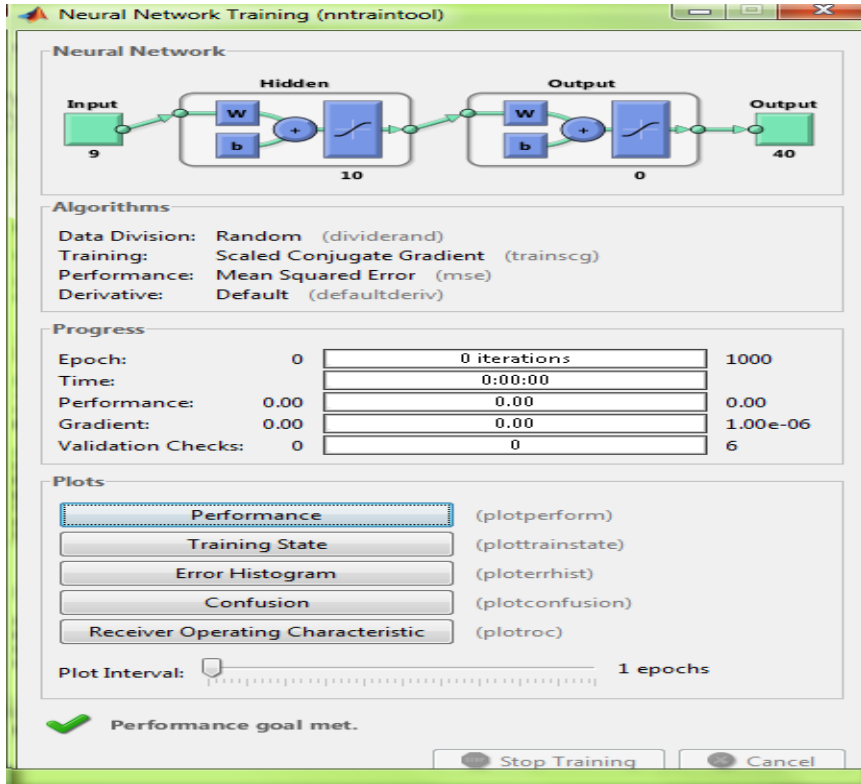 Neural Network Training (nntraintool)
Neural Network
Hidden Output
Input Output
W W
+ +
b b
9 40
10 0
Algorithms
Data Division: Random (dividerand)
Training: Scaled Conjugate Gradient (trainscg)
Performance: Mean Squared Error (mse)
Derivative: Default (defaultderiv)
Progress
Epoch: 0 0 iterations 1000
Time: 0:00:00
Performance: 0.00 0.00 0.00
Gradient: 0.00 0.00 1.00e-06
Validation Checks: 0 0 6
Plots
Performance (plotperform)
Training State (plottrainstate)
Error Histogram (ploterrhist)
Confusion (plotconfusion)
Receiver Operating Characteristic (plotroc)
Plot Interval: 1 epochs
Performance goal met.
Stop Training Cancel